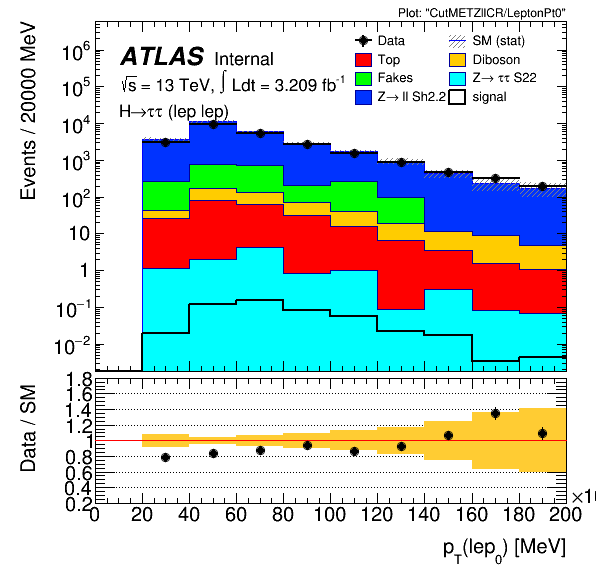 Plot: "CutMETZllCR/LeptonPt0"
Events / 20000 MeV
10⁶
10⁵
10⁴
10³
10²
10
1
10⁻¹
10⁻²
ATLAS Internal
√s = 13 TeV, ∫ Ldt = 3.209 fb⁻¹
H→ττ (lep lep)
Data
SM (stat)
Top
Diboson
Fakes
Z→ ττ S22
Z→ ll Sh2.2
signal
Data / SM
1.8
1.6
1.4
1.2
1
0.8
0.6
0.4
0.2
0 20 40 60 80 100 120 140 160 180 200
×10
p_T(lep_0) [MeV]